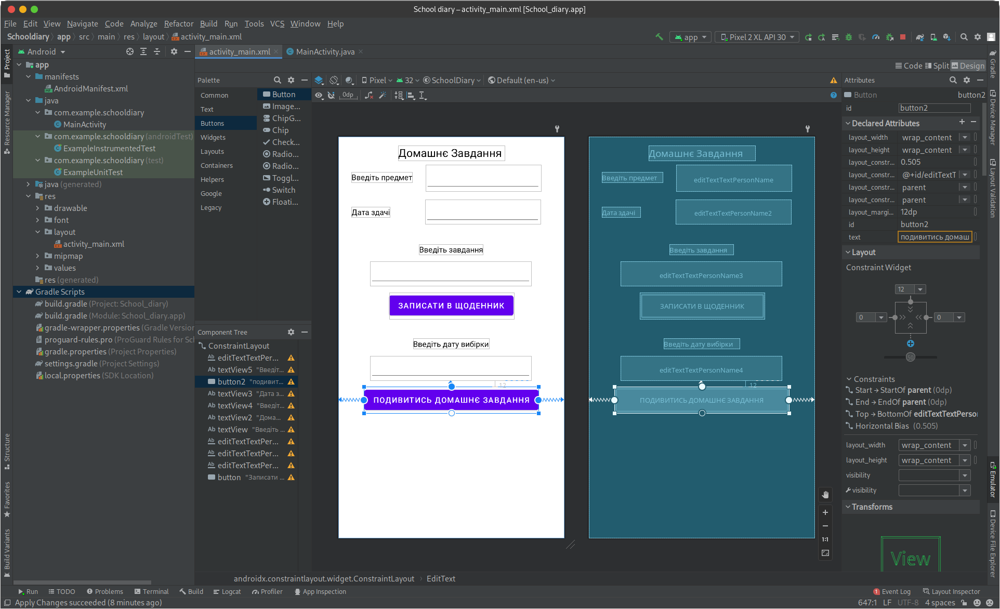 School diary – activity_main.xml [School_diary.app]
File Edit View Navigate Code Analyze Refactor Build Run Tools VCS Window Help
Schooldiary app src main res layout activity_main.xml
app Pixel 2 XL API 30
Android
activity_main.xml MainActivity.java
Code Split Design
Project
Resource Manager
Structure
Favorites
Build Variants
app
manifests
AndroidManifest.xml
java
com.example.schooldiary
MainActivity
com.example.schooldiary (androidTest)
ExampleInstrumentedTest
com.example.schooldiary (test)
ExampleUnitTest
java (generated)
res
drawable
font
layout
activity_main.xml
mipmap
values
res (generated)
Gradle Scripts
build.gradle (Project: School_diary)
build.gradle (Module: School_diary.app)
gradle-wrapper.properties (Gradle Version
proguard-rules.pro (ProGuard Rules for Sc
gradle.properties (Project Properties)
settings.gradle (Project Settings)
local.properties (SDK Location)
Palette
Common
Text
Buttons
Widgets
Layouts
Containers
Helpers
Google
Legacy
Button
Image...
ChipG...
Chip
Check...
Radio...
Radio...
Toggl...
Switch
Floati...
Component Tree
ConstraintLayout
Ab editTextTextPer...
Ab textView5 "Введіт...
button2 "подивит...
Ab textView3 "Дата з...
Ab textView4 "Введіт...
Ab textView2 "Дома...
Ab textView "Введіть ...
Ab editTextTextPer...
Ab editTextTextPer...
Ab editTextTextPer...
button "Записати ...
Pixel 32 SchoolDiary Default (en-us)
0dp
Домашнє Завдання
Введіть предмет
Дата здачі
Введіть завдання
ЗАПИСАТИ В ЩОДЕННИК
Введіть дату вибірки
12
ПОДИВИТИСЬ ДОМАШНЄ ЗАВДАННЯ
Домашнє Завдання
Введіть предмет editTextTextPersonName
Дата здачі editTextTextPersonName2
Введіть завдання
editTextTextPersonName3
ЗАПИСАТИ В ЩОДЕННИК
Введіть дату вибірки
editTextTextPersonName4
12
ПОДИВИТИСЬ ДОМАШНЄ ЗАВДАННЯ
1:1
Attributes
Button button2
id button2
Declared Attributes
layout_width wrap_content
layout_height wrap_content
layout_constr... 0.505
layout_constr... @+id/editTextT
layout_constr... parent
layout_constr... parent
layout_margi... 12dp
id button2
text подивитись домаш
Layout
Constraint Widget
12
0 0
50
Constraints
Start → StartOf parent (0dp)
End → EndOf parent (0dp)
Top → BottomOf editTextTextPerso
Horizontal Bias (0.505)
layout_width wrap_content
layout_height wrap_content
visibility
visibility
Transforms
View
Gradle
Device Manager
Layout Validation
Emulator
Device File Explorer
androidx.constraintlayout.widget.ConstraintLayout EditText
Run TODO Problems Terminal Build Logcat Profiler App Inspection
1 Event Log Layout Inspector
Apply Changes succeeded (8 minutes ago)
647:1 LF UTF-8 4 spaces